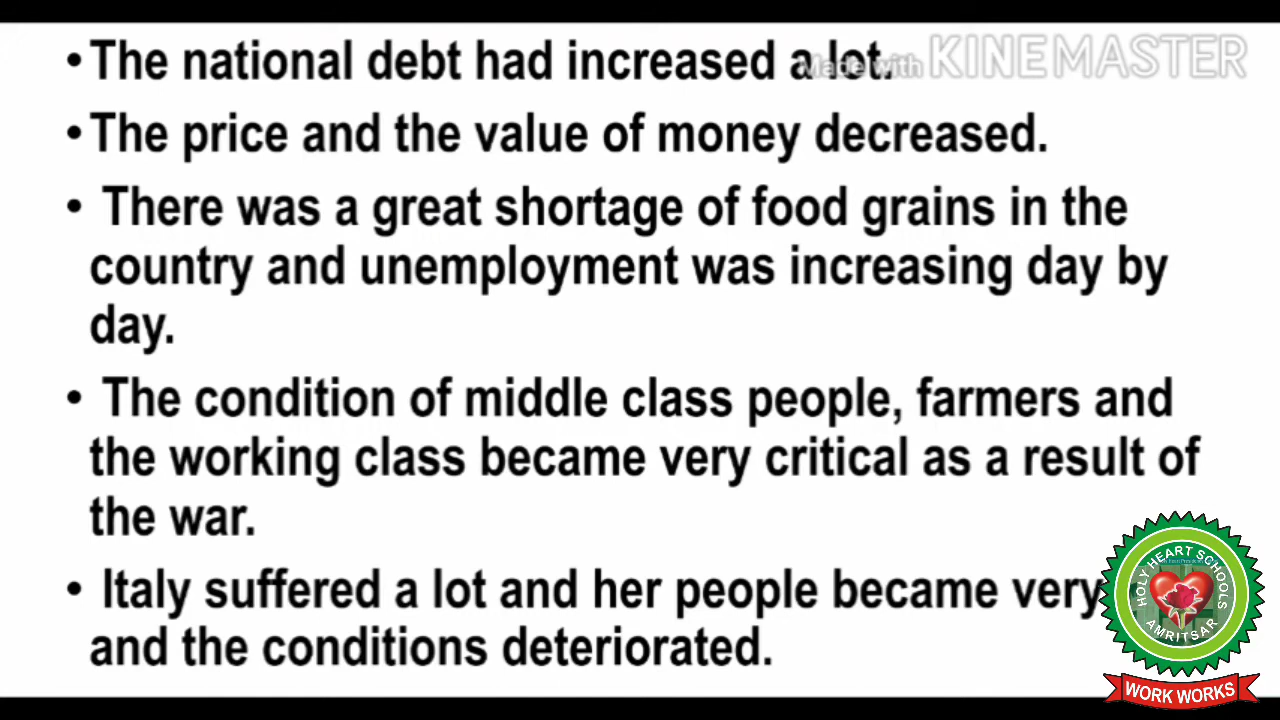 • The national debt had increased a lot.
Made with KINEMASTER
• The price and the value of money decreased.
• There was a great shortage of food grains in the
country and unemployment was increasing day by
day.
• The condition of middle class people, farmers and
the working class became very critical as a result of
the war.
• Italy suffered a lot and her people became very
and the conditions deteriorated.
HOLY HEART SCHOOLS
AMRITSAR
WORK WORKS